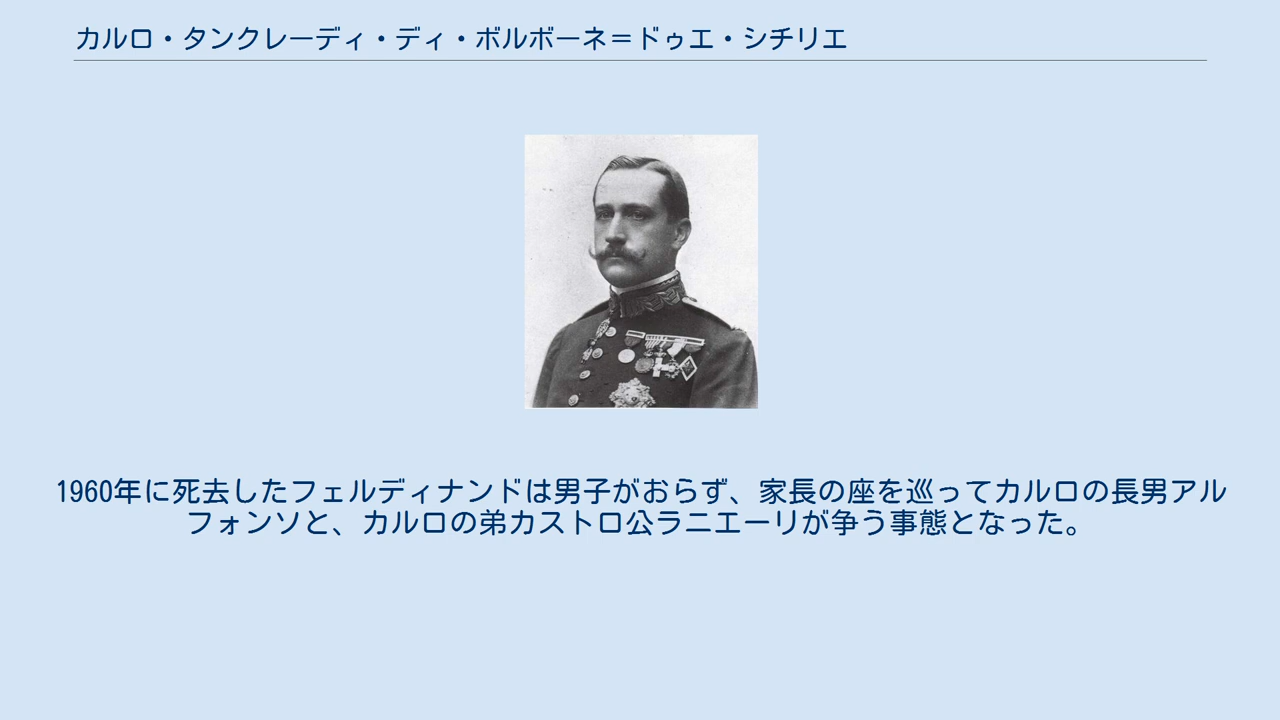 カルロ・タンクレーディ・ディ・ボルボーネ＝ドゥエ・シチリエ
1960年に死去したフェルディナンドは男子がおらず、家長の座を巡ってカルロの長男アル
フォンソと、カルロの弟カストロ公ラニエーリが争う事態となった。